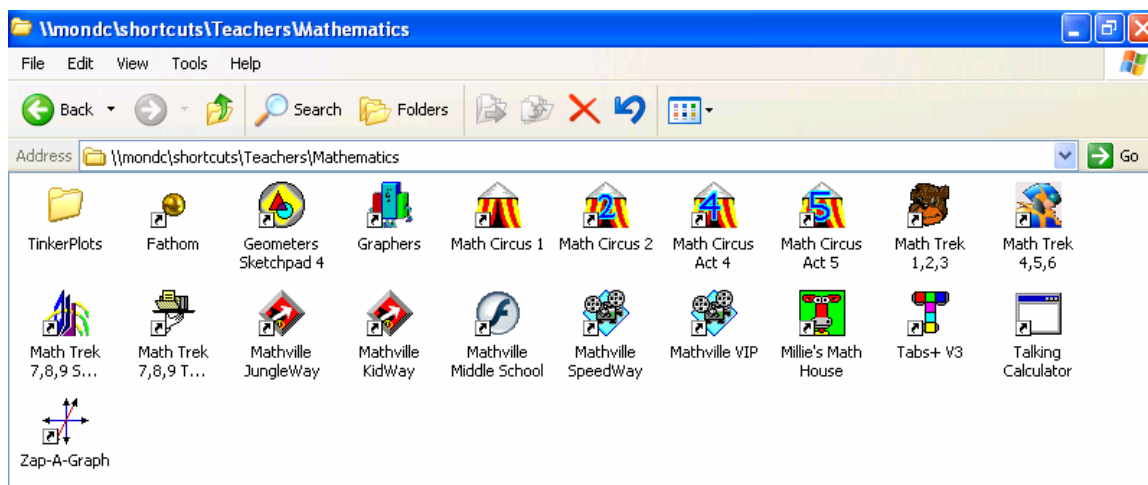 \\mondc\shortcuts\Teachers\Mathematics
File Edit View Tools Help
Back Search Folders
Address \\mondc\shortcuts\Teachers\Mathematics Go
TinkerPlots Fathom Geometers Graphers Math Circus 1 Math Circus 2 Math Circus Math Circus Math Trek Math Trek
Sketchpad 4 Act 4 Act 5 1,2,3 4,5,6
Math Trek Math Trek Mathville Mathville Mathville Mathville Mathville VIP Millie's Math Tabs+ V3 Talking
7,8,9 S... 7,8,9 T... JungleWay KidWay Middle School SpeedWay House Calculator
Zap-A-Graph